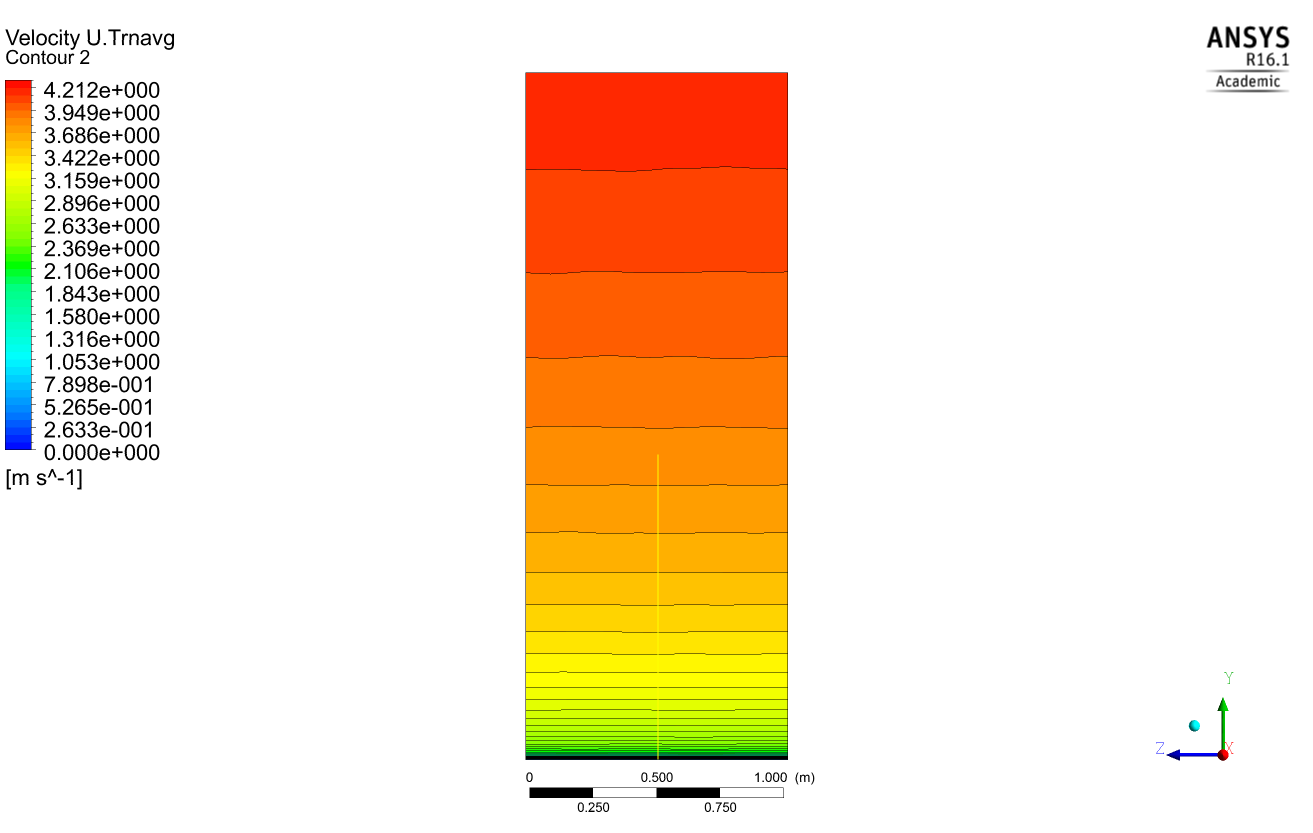 Velocity U.Trnavg
Contour 2
4.212e+000
3.949e+000
3.686e+000
3.422e+000
3.159e+000
2.896e+000
2.633e+000
2.369e+000
2.106e+000
1.843e+000
1.580e+000
1.316e+000
1.053e+000
7.898e-001
5.265e-001
2.633e-001
0.000e+000
[m s^-1]
ANSYS
R16.1
Academic
Y
Z
X
0 0.500 1.000 (m)
0.250 0.750